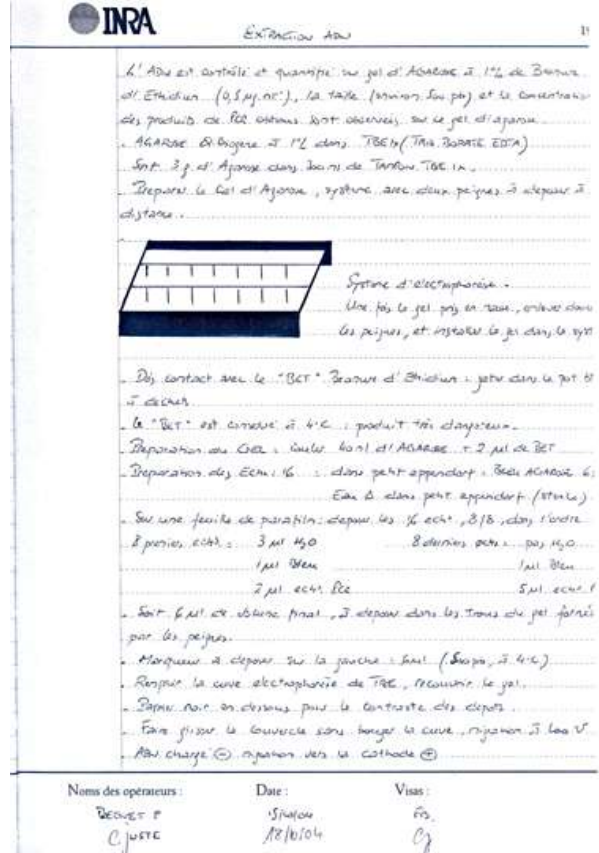 INRA
EXTRACTION ADN
L'ADN est contrôlé et quantifié sur gel d'AGAROSE à 1% de Bromure
d'Ethidium (0,5 µg.ml-1). La taille (environ 500 pb) et la concentration
des produits de PCR obtenus sont observés sur le gel d'agarose.
- AGAROSE à 1% dans TBE 1x (TRIS BORATE EDTA)
Soit 3 g d'Agarose dans 300 ml de TAMPON TBE 1x.
- Preparer le Gel d'Agarose, système avec deux peignes à déposer à
distance.
Système d'électrophorèse.
Une fois le gel pris en masse, enlever
les peignes, et installer le gel dans le
- Dés contact avec le "BET" Bromure d'Ethidium : jeter dans le pot
à déchet
- le "BET" est conservé à 4°C : produit très dangereux.
- Preparation du GEL : couler 40 ml d'AGAROSE + 2 µl de BET
- Preparation des Ech : 16 : dans petit eppendorf : Bleu AGAROSE 6
Eau Δ dans petit eppendorf (stérile)
- Sur une feuille de parafilm : déposer les 16 echt, 8/8, dans l'ordre
8 premiers echt : 3 µl H2O 8 derniers echt : pas H2O
1 µl Bleu 1 µl Bleu
2 µl echt PCR 5 µl echt
- Soit 6 µl de volume final, à déposer dans les trous du gel formés
par les peignes.
- Marqueur à déposer sur la gauche : 5 µl ( à 4°C)
- Remplir la cuve electrophorèse de TBE, recouvrir le gel.
- Papier noir en dessous pour le contraste des dépots.
- Faire glisser le couvercle sans bouger la cuve, migration à 100 V
- ADN chargé ⊖ migration vers la cathode ⊕
Noms des opérateurs : Date : Visas :
C. JUSTE 18/10/04 CJ